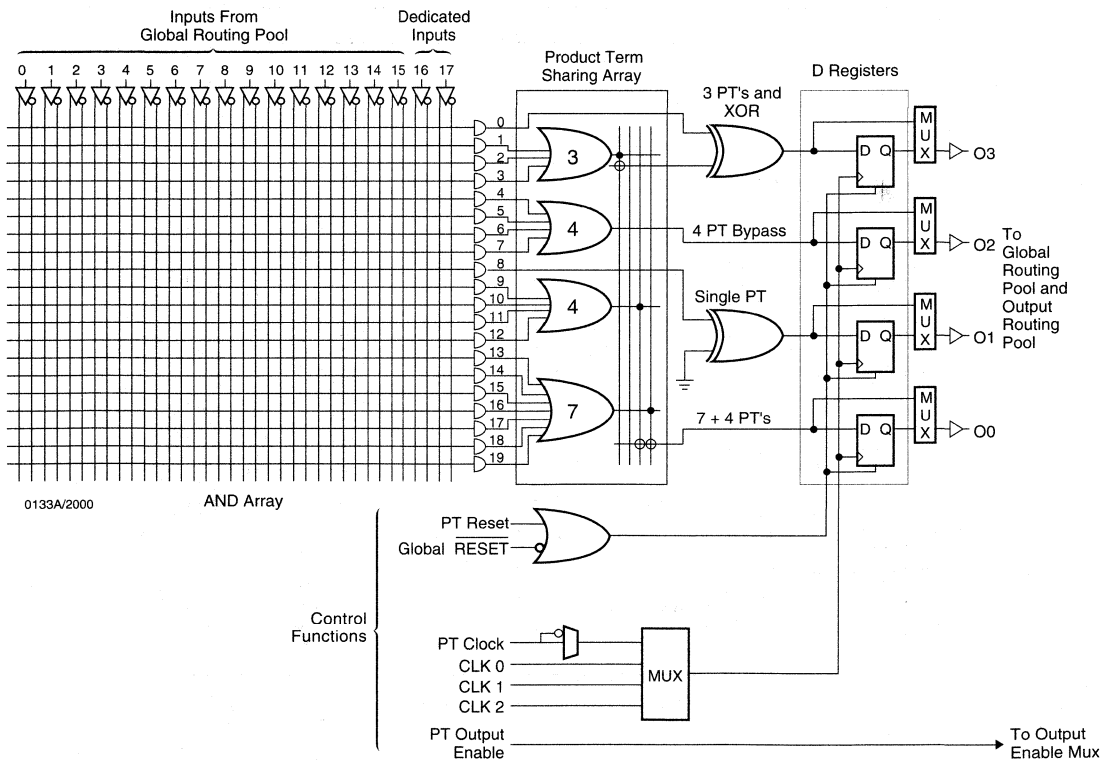 Inputs From
Global Routing Pool
Dedicated
Inputs
0 1 2 3 4 5 6 7 8 9 10 11 12 13 14 15 16 17
Product Term
Sharing Array
D Registers
3 PT's and
XOR
0
1
2
3
4
5
6
7
8
9
10
11
12
13
14
15
16
17
18
19
3
4
4
7
4 PT Bypass
Single PT
7 + 4 PT's
D Q
MUX
O3
D Q
MUX
O2
D Q
MUX
O1
D Q
MUX
O0
To
Global
Routing
Pool and
Output
Routing
Pool
0133A/2000
AND Array
PT Reset
Global RESET
Control
Functions
PT Clock
CLK 0
CLK 1
CLK 2
MUX
PT Output
Enable
To Output
Enable Mux